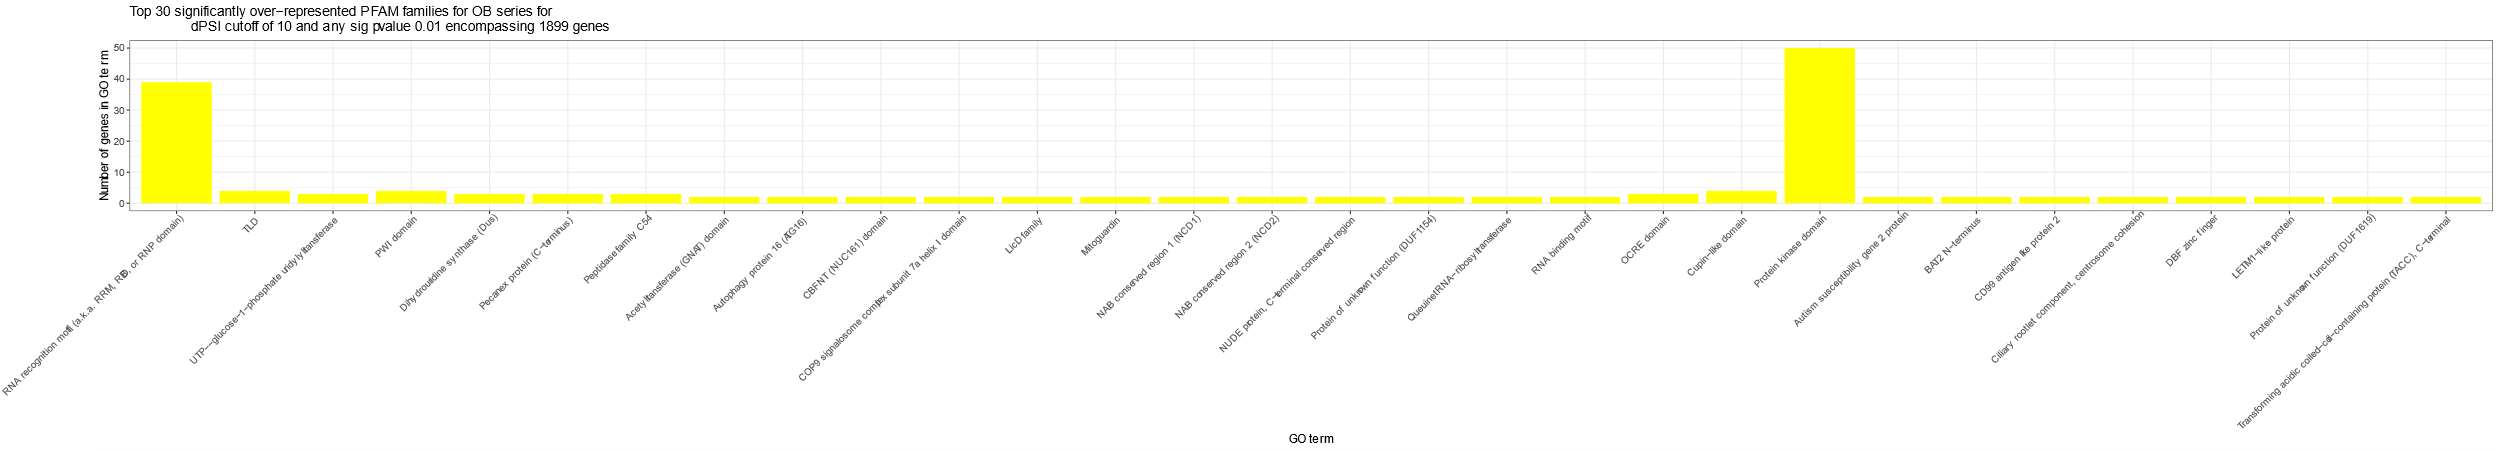 Top 30 significantly over-represented PFAM families for OB series for
dPSI cutoff of 10 and any sig pvalue 0.01 encompassing 1899 genes
Number of genes in GO term
50
40
30
20
10
0
RNA recognition motif (a.k.a. RRM, RBD, or RNP domain)
TLD
UTP--glucose-1-phosphate uridylyltransferase
PWI domain
Dihydrouridine synthase (Dus)
Pecanex protein (C-terminus)
Peptidase family C54
Acetyltransferase (GNAT) domain
Autophagy protein 16 (ATG16)
CBFNT (NUC161) domain
COP9 signalosome complex subunit 7a helix I domain
LicD family
Mitoguardin
NAB conserved region 1 (NCD1)
NAB conserved region 2 (NCD2)
NUDE protein, C-terminal conserved region
Protein of unknown function (DUF1154)
Queuine tRNA-ribosyltransferase
RNA binding motif
OCRE domain
Cupin-like domain
Protein kinase domain
Autism susceptibility gene 2 protein
BAT2 N-terminus
CD99 antigen like protein 2
Ciliary rootlet component, centrosome cohesion
DBF zinc finger
LETM1-like protein
Protein of unknown function (DUF1619)
Transforming acidic coiled-coil-containing protein (TACC), C-terminal
GO term